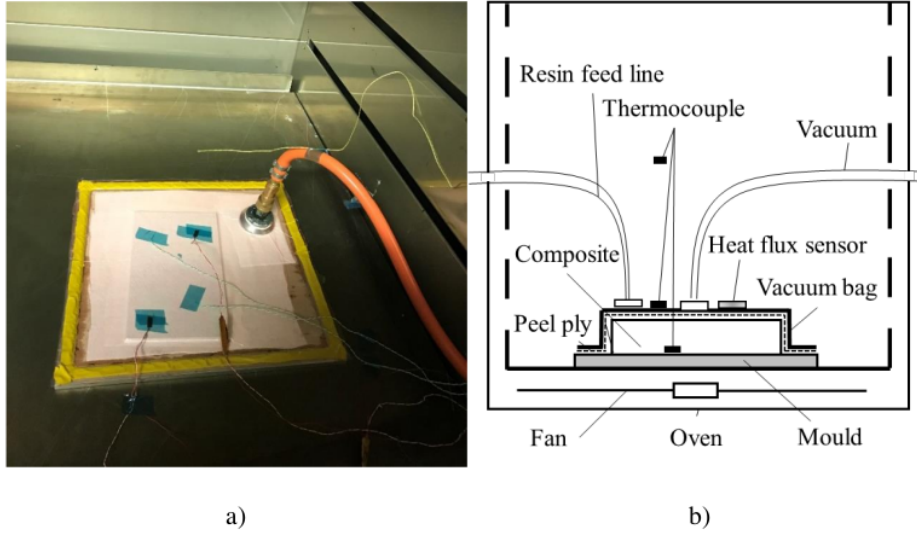 Resin feed line
Thermocouple
Vacuum
Composite
Heat flux sensor
Vacuum bag
Peel ply
Fan
Oven
Mould
a)
b)